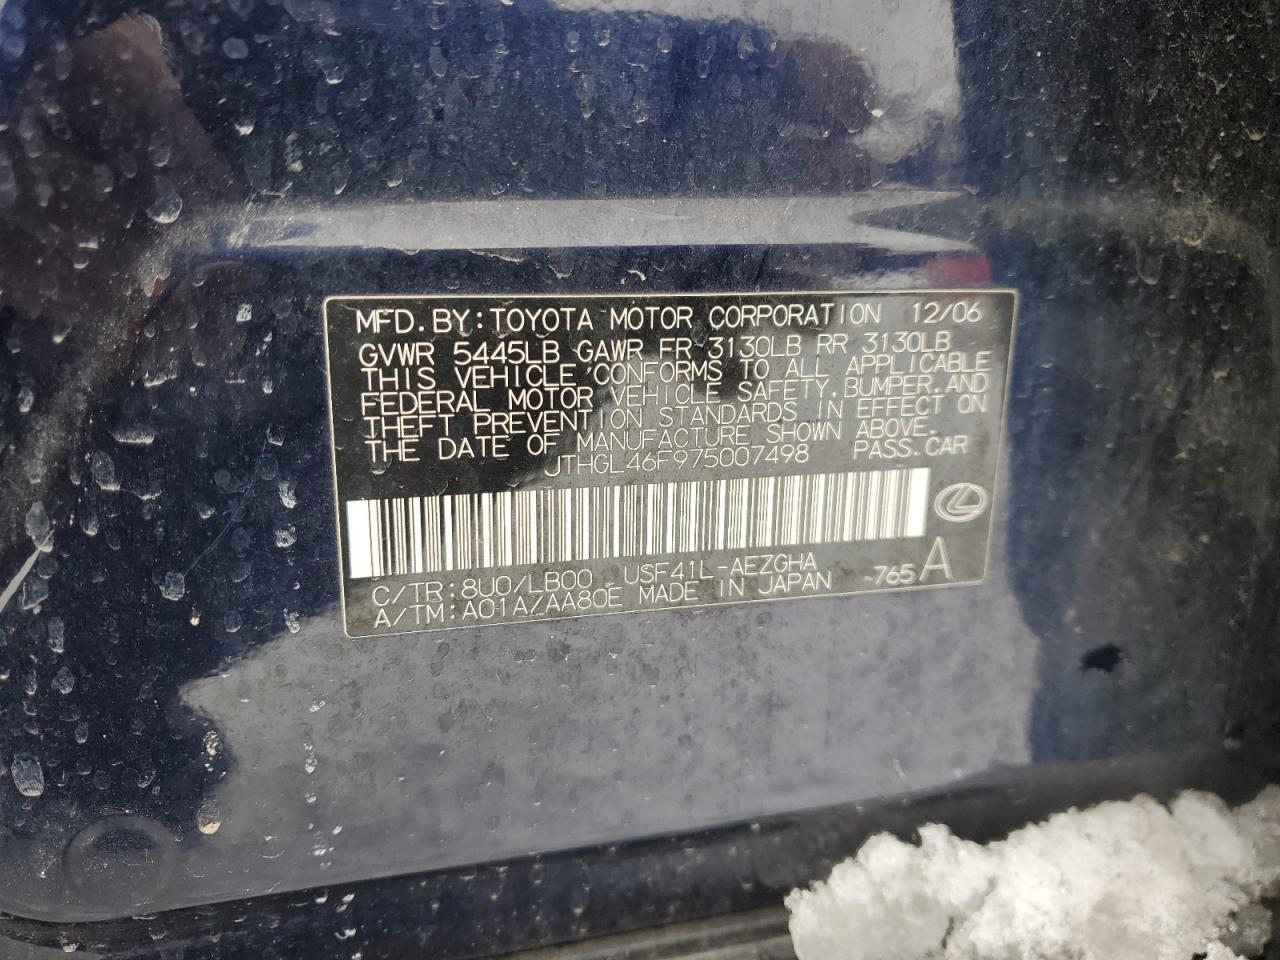 MFD. BY: TOYOTA MOTOR CORPORATION 12/06
GVWR 5445LB GAWR FR 3130LB RR 3130LB
THIS VEHICLE CONFORMS TO ALL APPLICABLE
FEDERAL MOTOR VEHICLE SAFETY, BUMPER, AND
THEFT PREVENTION STANDARDS IN EFFECT ON
THE DATE OF MANUFACTURE SHOWN ABOVE.
JTHGL46F975007498 PASS. CAR
C/TR: 8U0/LB00 USF41L-AEZGHA -765 A
A/TM: A01A/AA80E MADE IN JAPAN